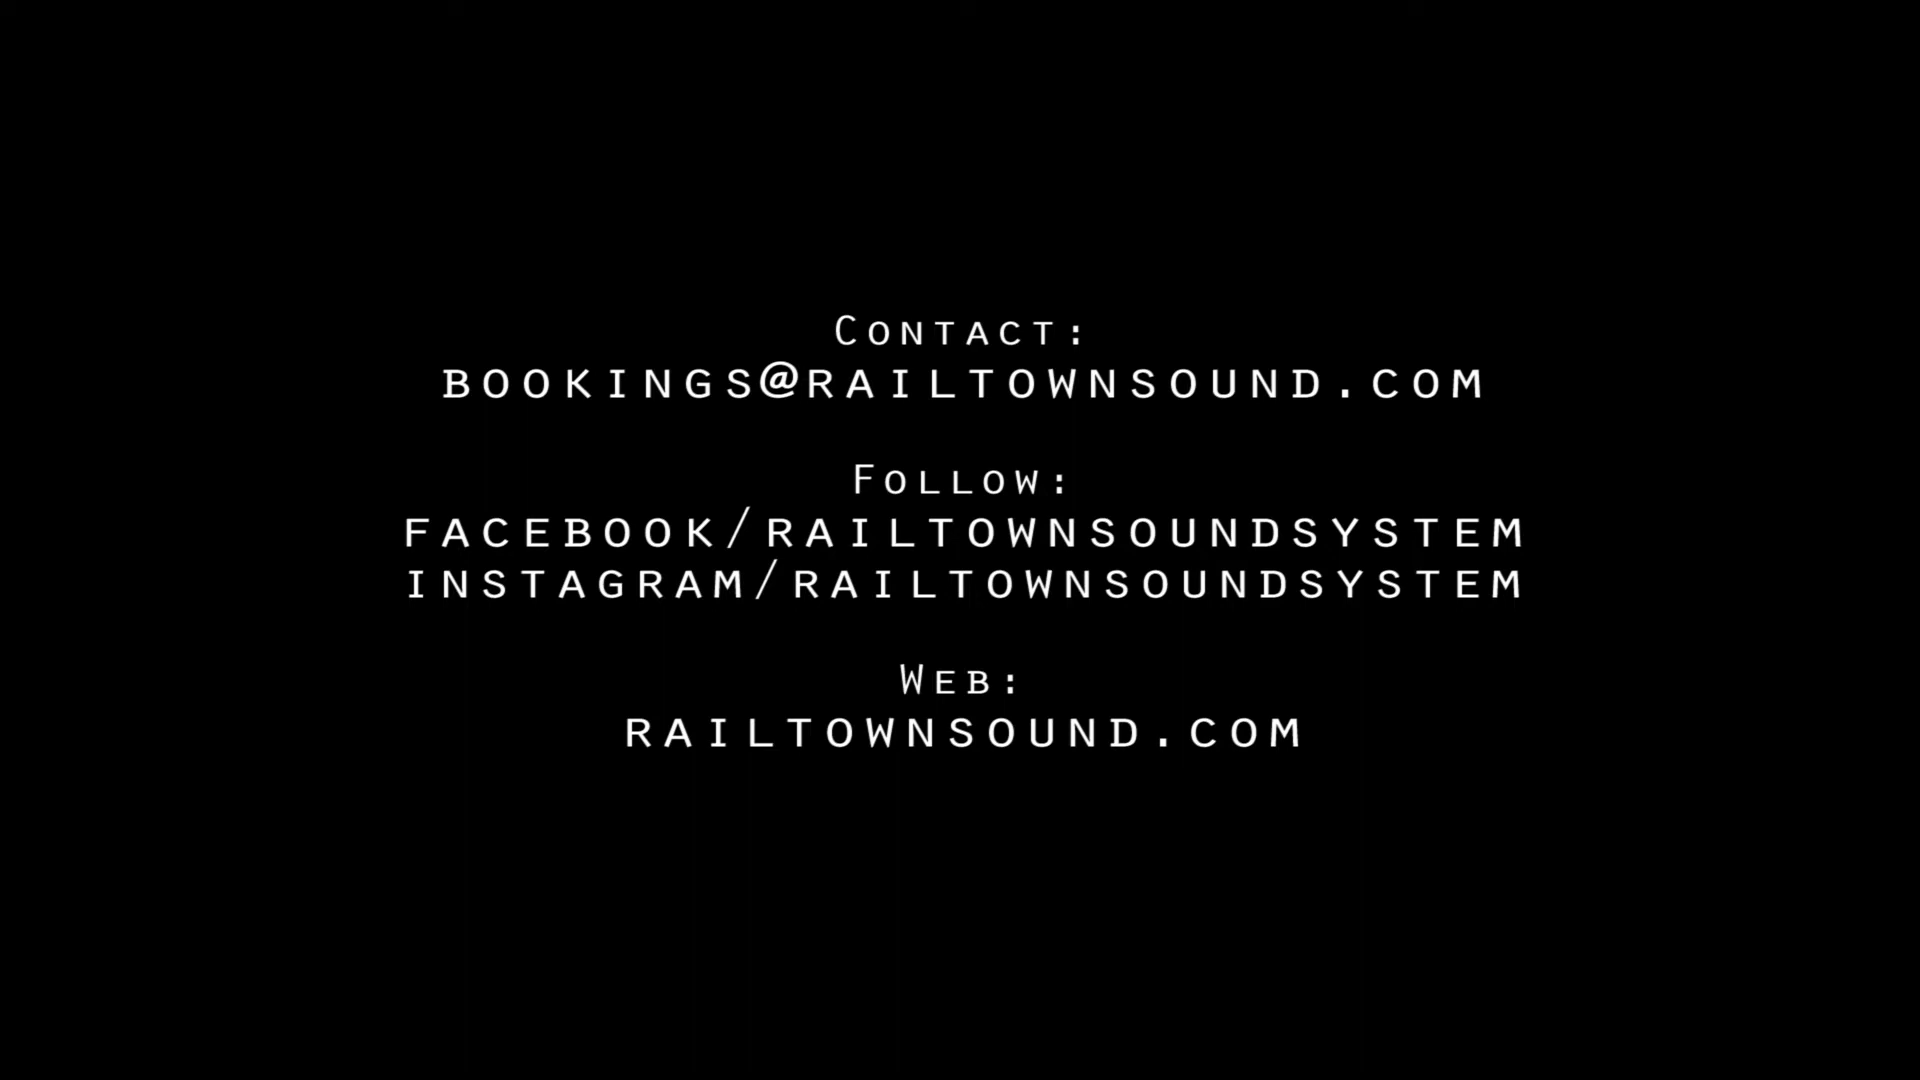 Contact:
bookings@railtownsound.com
Follow:
facebook/railtownsoundsystem
instagram/railtownsoundsystem
Web:
railtownsound.com